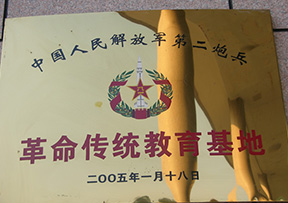 中国人民解放军第二炮兵
革命传统教育基地
二〇〇五年一月十八日